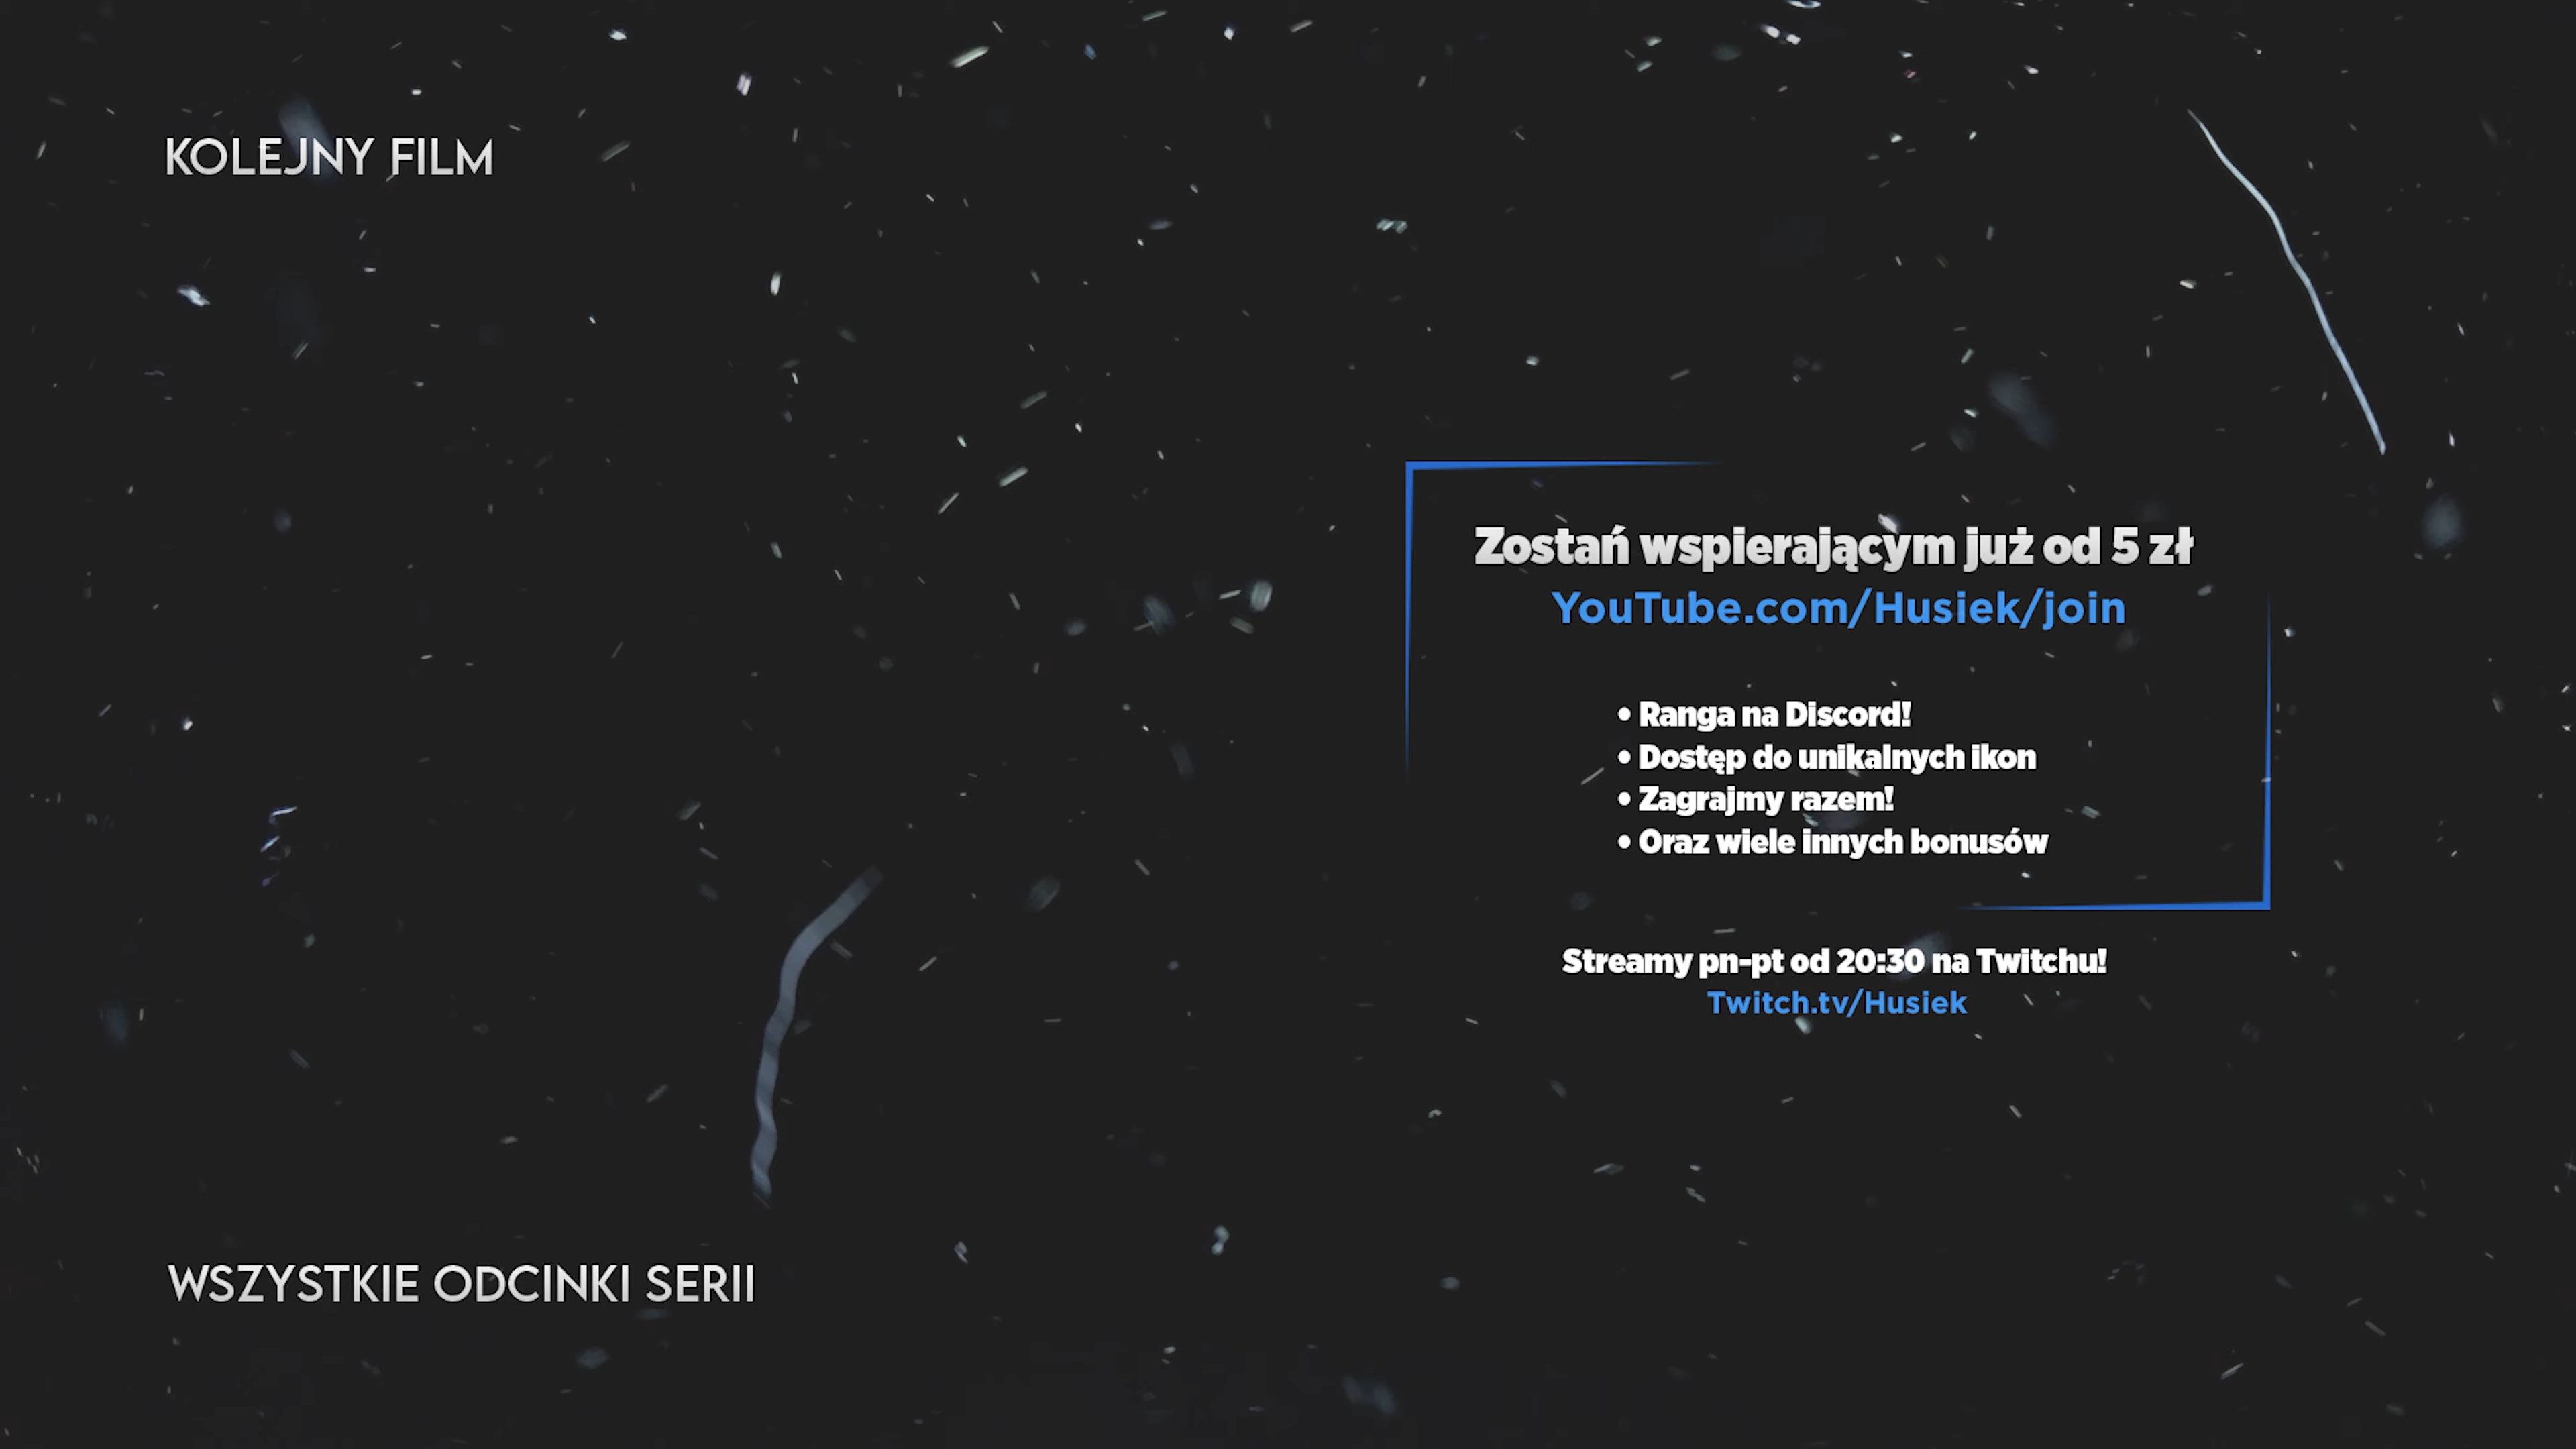 KOLEJNY FILM
Zostań wspierającym już od 5 zł
YouTube.com/Husiek/join
• Ranga na Discord!
• Dostęp do unikalnych ikon
• Zagrajmy razem!
• Oraz wiele innych bonusów
Streamy pn-pt od 20:30 na Twitchu!
Twitch.tv/Husiek
WSZYSTKIE ODCINKI SERII